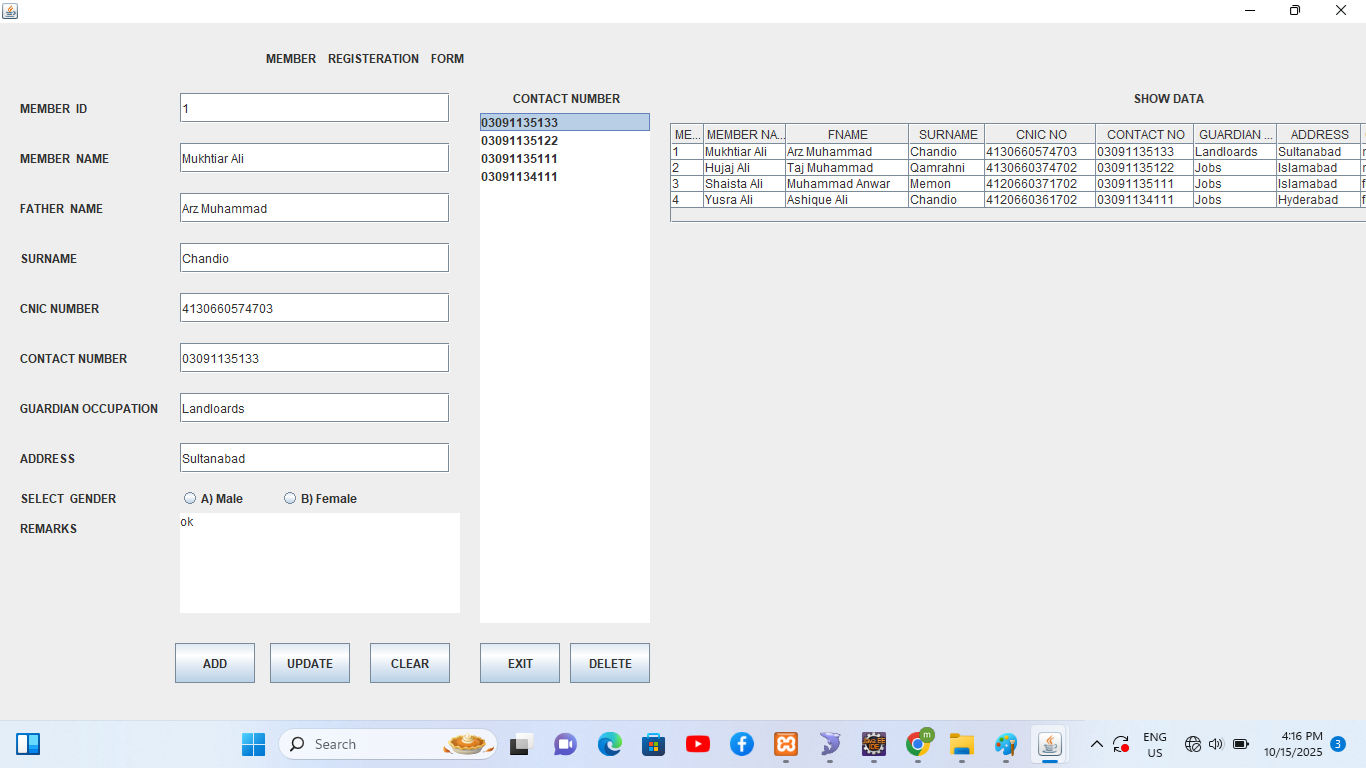 MEMBER REGISTERATION FORM
MEMBER ID
1
MEMBER NAME
Mukhtiar Ali
FATHER NAME
Arz Muhammad
SURNAME
Chandio
CNIC NUMBER
4130660574703
CONTACT NUMBER
03091135133
GUARDIAN OCCUPATION
Landloards
ADDRESS
Sultanabad
SELECT GENDER
A) Male B) Female
REMARKS
ok
CONTACT NUMBER
03091135133
03091135122
03091135111
03091134111
SHOW DATA
ME... MEMBER NA... FNAME SURNAME CNIC NO CONTACT NO GUARDIAN ... ADDRESS
1 Mukhtiar Ali Arz Muhammad Chandio 4130660574703 03091135133 Landloards Sultanabad
2 Hujaj Ali Taj Muhammad Qamrahni 4130660374702 03091135122 Jobs Islamabad
3 Shaista Ali Muhammad Anwar Memon 4120660371702 03091135111 Jobs Islamabad f
4 Yusra Ali Ashique Ali Chandio 4120660361702 03091134111 Jobs Hyderabad f
ADD UPDATE CLEAR EXIT DELETE
Search
ENG
US
4:16 PM
10/15/2025
3